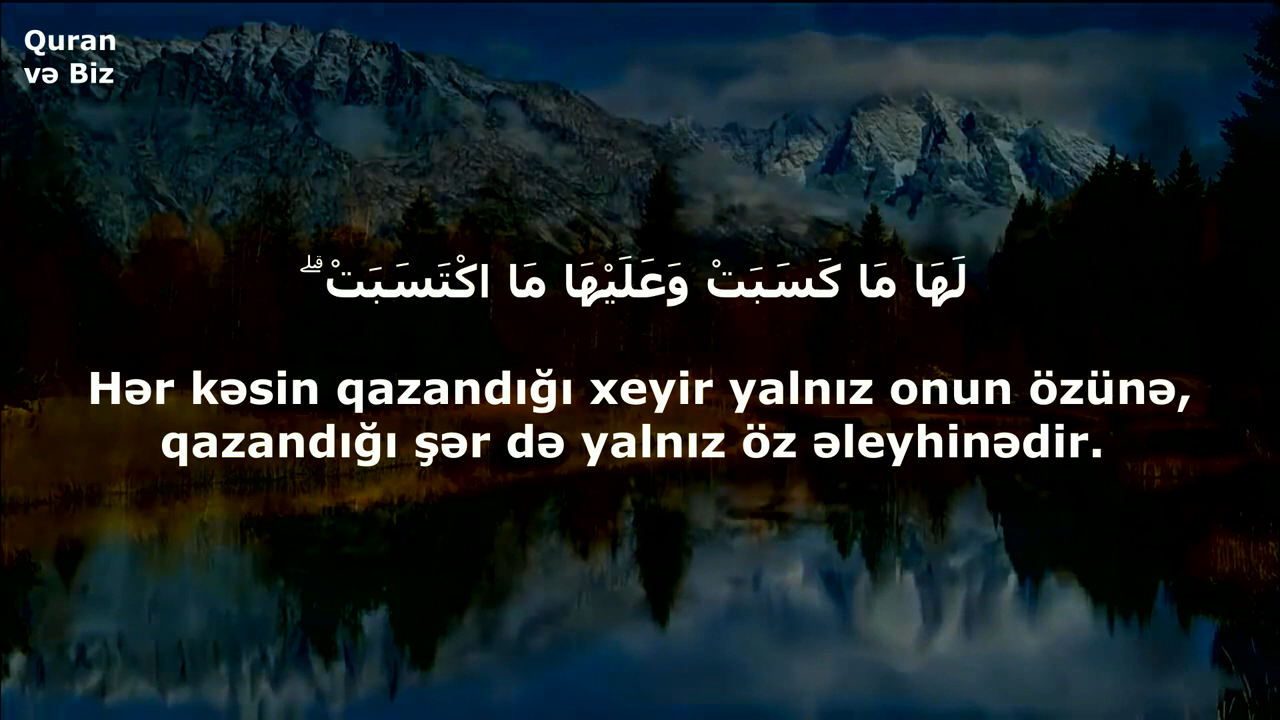 Quran
və Biz
لَهَا مَا كَسَبَتْ وَعَلَيْهَا مَا اكْتَسَبَتْ ۗ
Hər kəsin qazandığı xeyir yalnız onun özünə,
qazandığı şər də yalnız öz əleyhinədir.